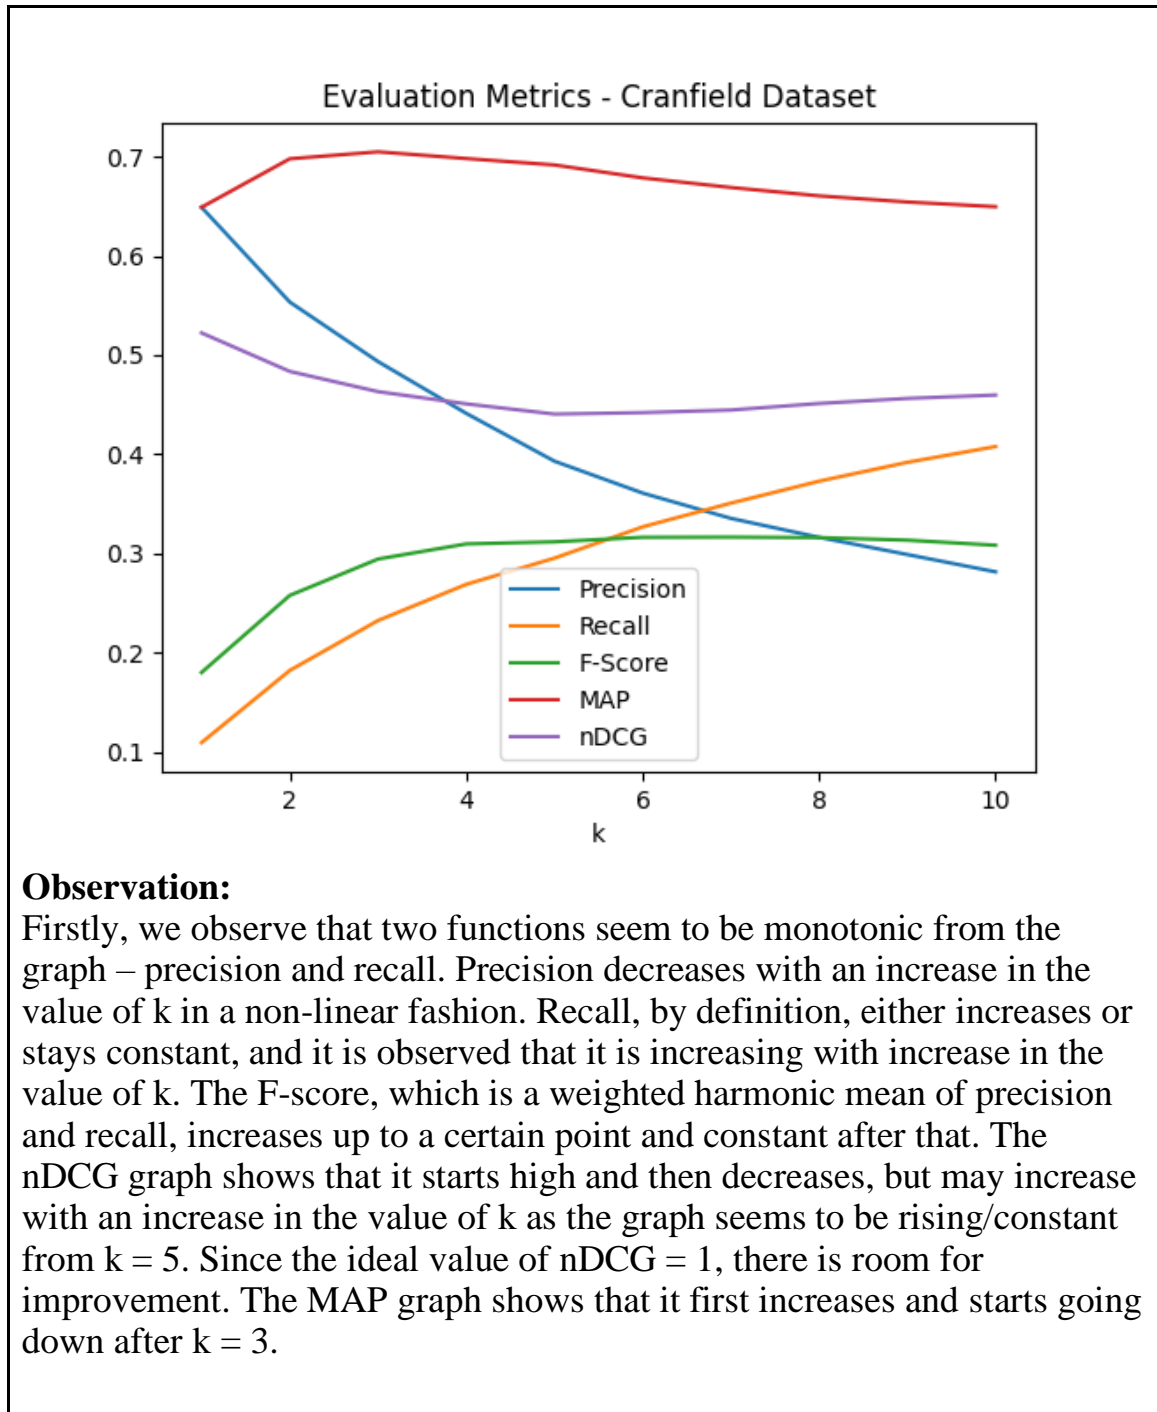 Evaluation Metrics - Cranfield Dataset
0.7
0.6
0.5
0.4
0.3
0.2
0.1
Precision
Recall
F-Score
MAP
nDCG
2 4 6 8 10
k
Observation:
Firstly, we observe that two functions seem to be monotonic from the
graph – precision and recall. Precision decreases with an increase in the
value of k in a non-linear fashion. Recall, by definition, either increases or
stays constant, and it is observed that it is increasing with increase in the
value of k. The F-score, which is a weighted harmonic mean of precision
and recall, increases up to a certain point and constant after that. The
nDCG graph shows that it starts high and then decreases, but may increase
with an increase in the value of k as the graph seems to be rising/constant
from k = 5. Since the ideal value of nDCG = 1, there is room for
improvement. The MAP graph shows that it first increases and starts going
down after k = 3.